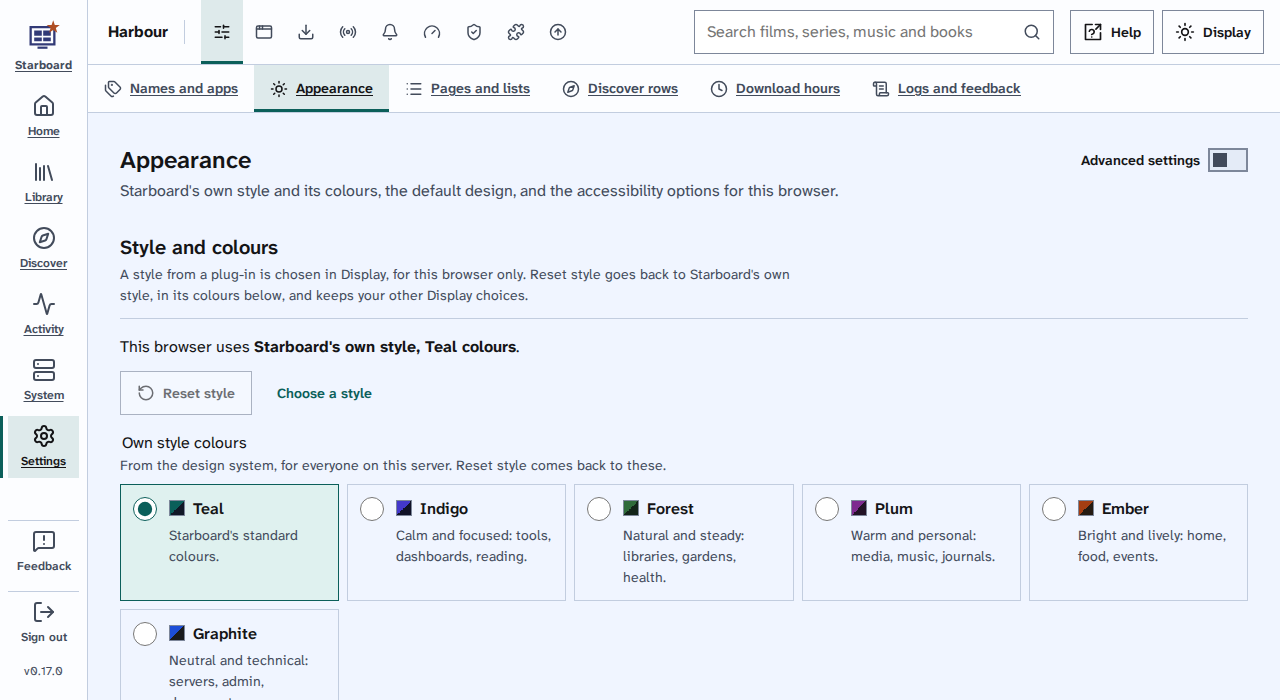 Starboard
Home
Library
Discover
Activity
System
Settings
Feedback
Sign out
v0.17.0
Harbour
Search films, series, music and books
Help
Display
Names and apps
Appearance
Pages and lists
Discover rows
Download hours
Logs and feedback
Appearance
Advanced settings
Starboard's own style and its colours, the default design, and the accessibility options for this browser.
Style and colours
A style from a plug-in is chosen in Display, for this browser only. Reset style goes back to Starboard's own
style, in its colours below, and keeps your other Display choices.
This browser uses Starboard's own style, Teal colours.
Reset style
Choose a style
Own style colours
From the design system, for everyone on this server. Reset style comes back to these.
Teal
Starboard's standard
colours.
Indigo
Calm and focused: tools,
dashboards, reading.
Forest
Natural and steady:
libraries, gardens,
health.
Plum
Warm and personal:
media, music, journals.
Ember
Bright and lively: home,
food, events.
Graphite
Neutral and technical:
servers, admin,